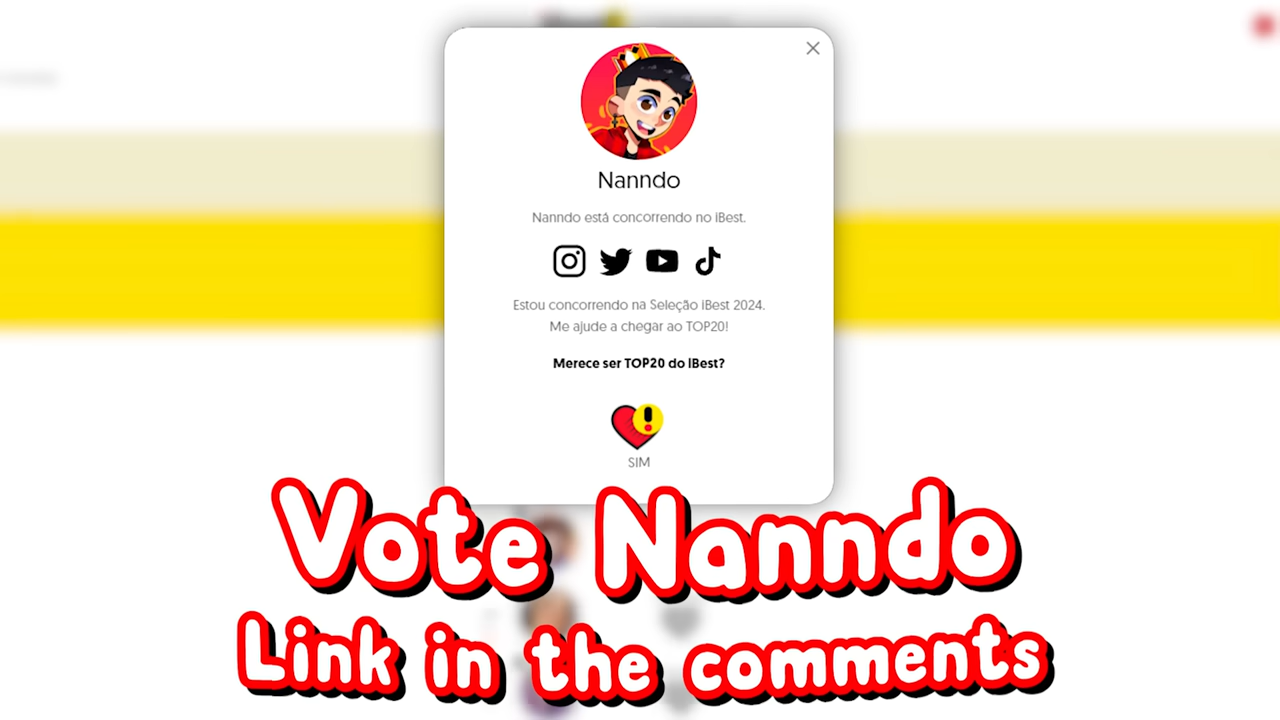 Nanndo
Nanndo está concorrendo no iBest.
Estou concorrendo na Seleção iBest 2024.
Me ajude a chegar ao TOP20!
Merece ser TOP20 do iBest?
SIM
Vote Nanndo
Link in the comments